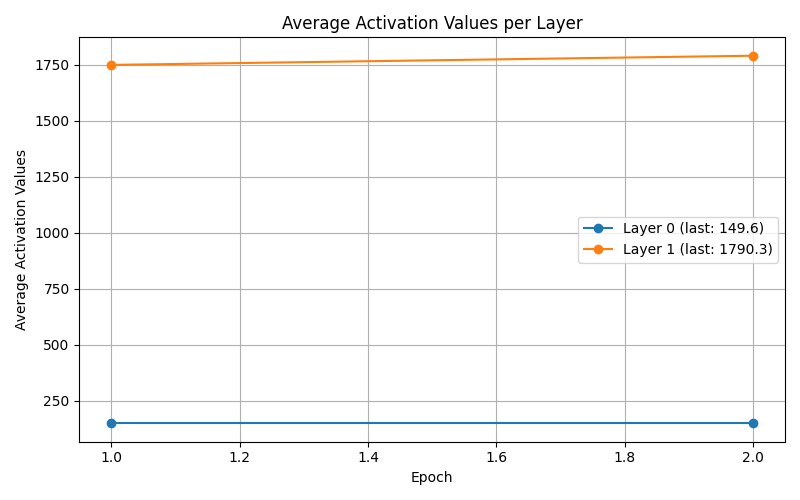 Average Activation Values per Layer
Average Activation Values
1750
1500
1250
1000
750
500
250
Layer 0 (last: 149.6)
Layer 1 (last: 1790.3)
1.0 1.2 1.4 1.6 1.8 2.0
Epoch